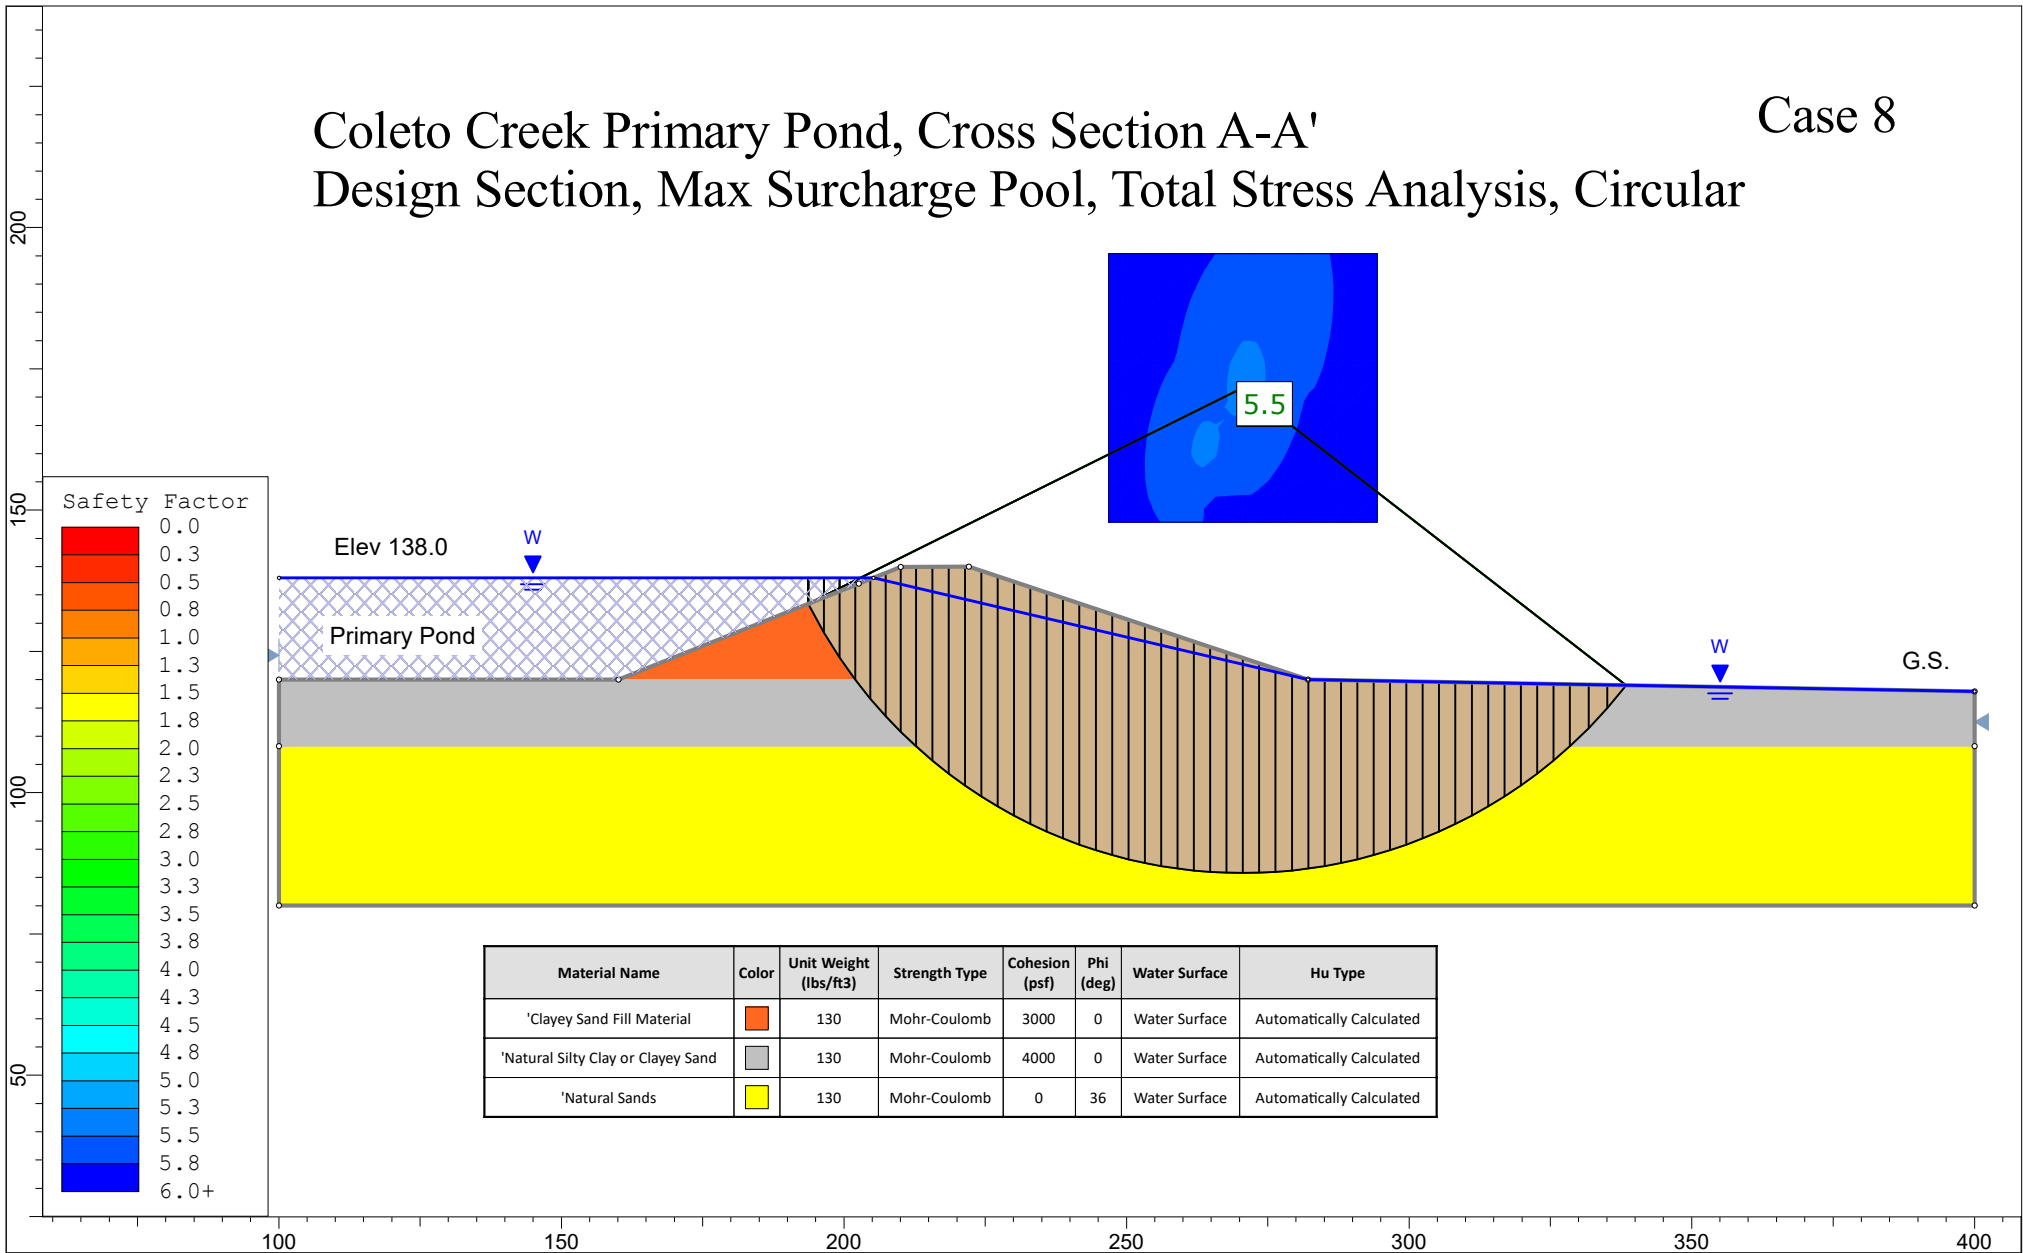 Coleto Creek Primary Pond, Cross Section A-A'
Case 8
Design Section, Max Surcharge Pool, Total Stress Analysis, Circular
200
150
100
50
5.5
Safety Factor
0.0
0.3
0.5
0.8
1.0
1.3
1.5
1.8
2.0
2.3
2.5
2.8
3.0
3.3
3.5
3.8
4.0
4.3
4.5
4.8
5.0
5.3
5.5
5.8
6.0+
Elev 138.0
W
Primary Pond
W
G.S.
Material Name Color Unit Weight (lbs/ft3) Strength Type Cohesion (psf) Phi (deg) Water Surface Hu Type
'Clayey Sand Fill Material 130 Mohr-Coulomb 3000 0 Water Surface Automatically Calculated
'Natural Silty Clay or Clayey Sand 130 Mohr-Coulomb 4000 0 Water Surface Automatically Calculated
'Natural Sands 130 Mohr-Coulomb 0 36 Water Surface Automatically Calculated
100 150 200 250 300 350 400